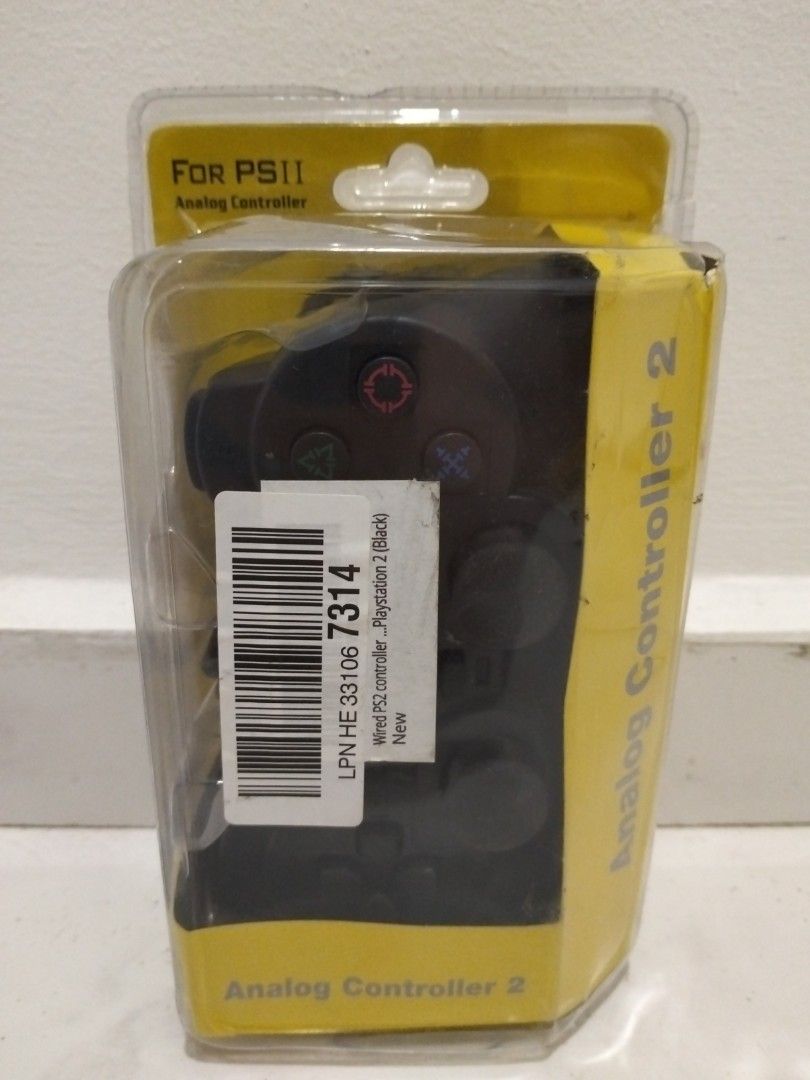 FOR PSII
Analog Controller
Analog Controller 2
LPN HE 33106 7314
Wired PS2 controller ...Playstation 2 (Black)
New
Analog Controller 2